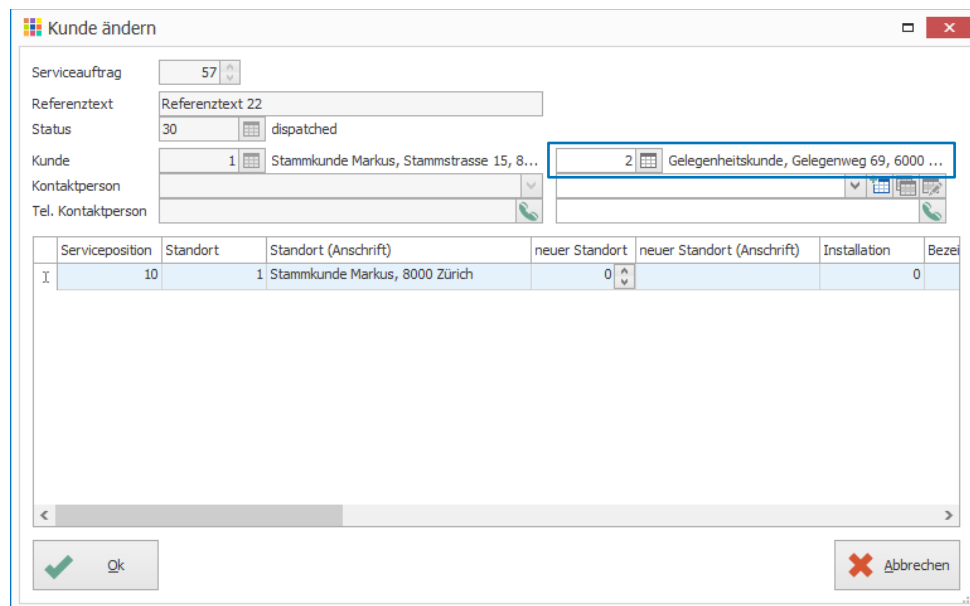 Kunde ändern
Serviceauftrag 57
Referenztext Referenztext 22
Status 30 dispatched
Kunde 1 Stammkunde Markus, Stammstrasse 15, 8... 2 Gelegenheitskunde, Gelegenweg 69, 6000 ...
Kontaktperson
Tel. Kontaktperson
Serviceposition Standort Standort (Anschrift) neuer Standort neuer Standort (Anschrift) Installation Bezei
10 1 Stammkunde Markus, 8000 Zürich 0 0
Ok Abbrechen